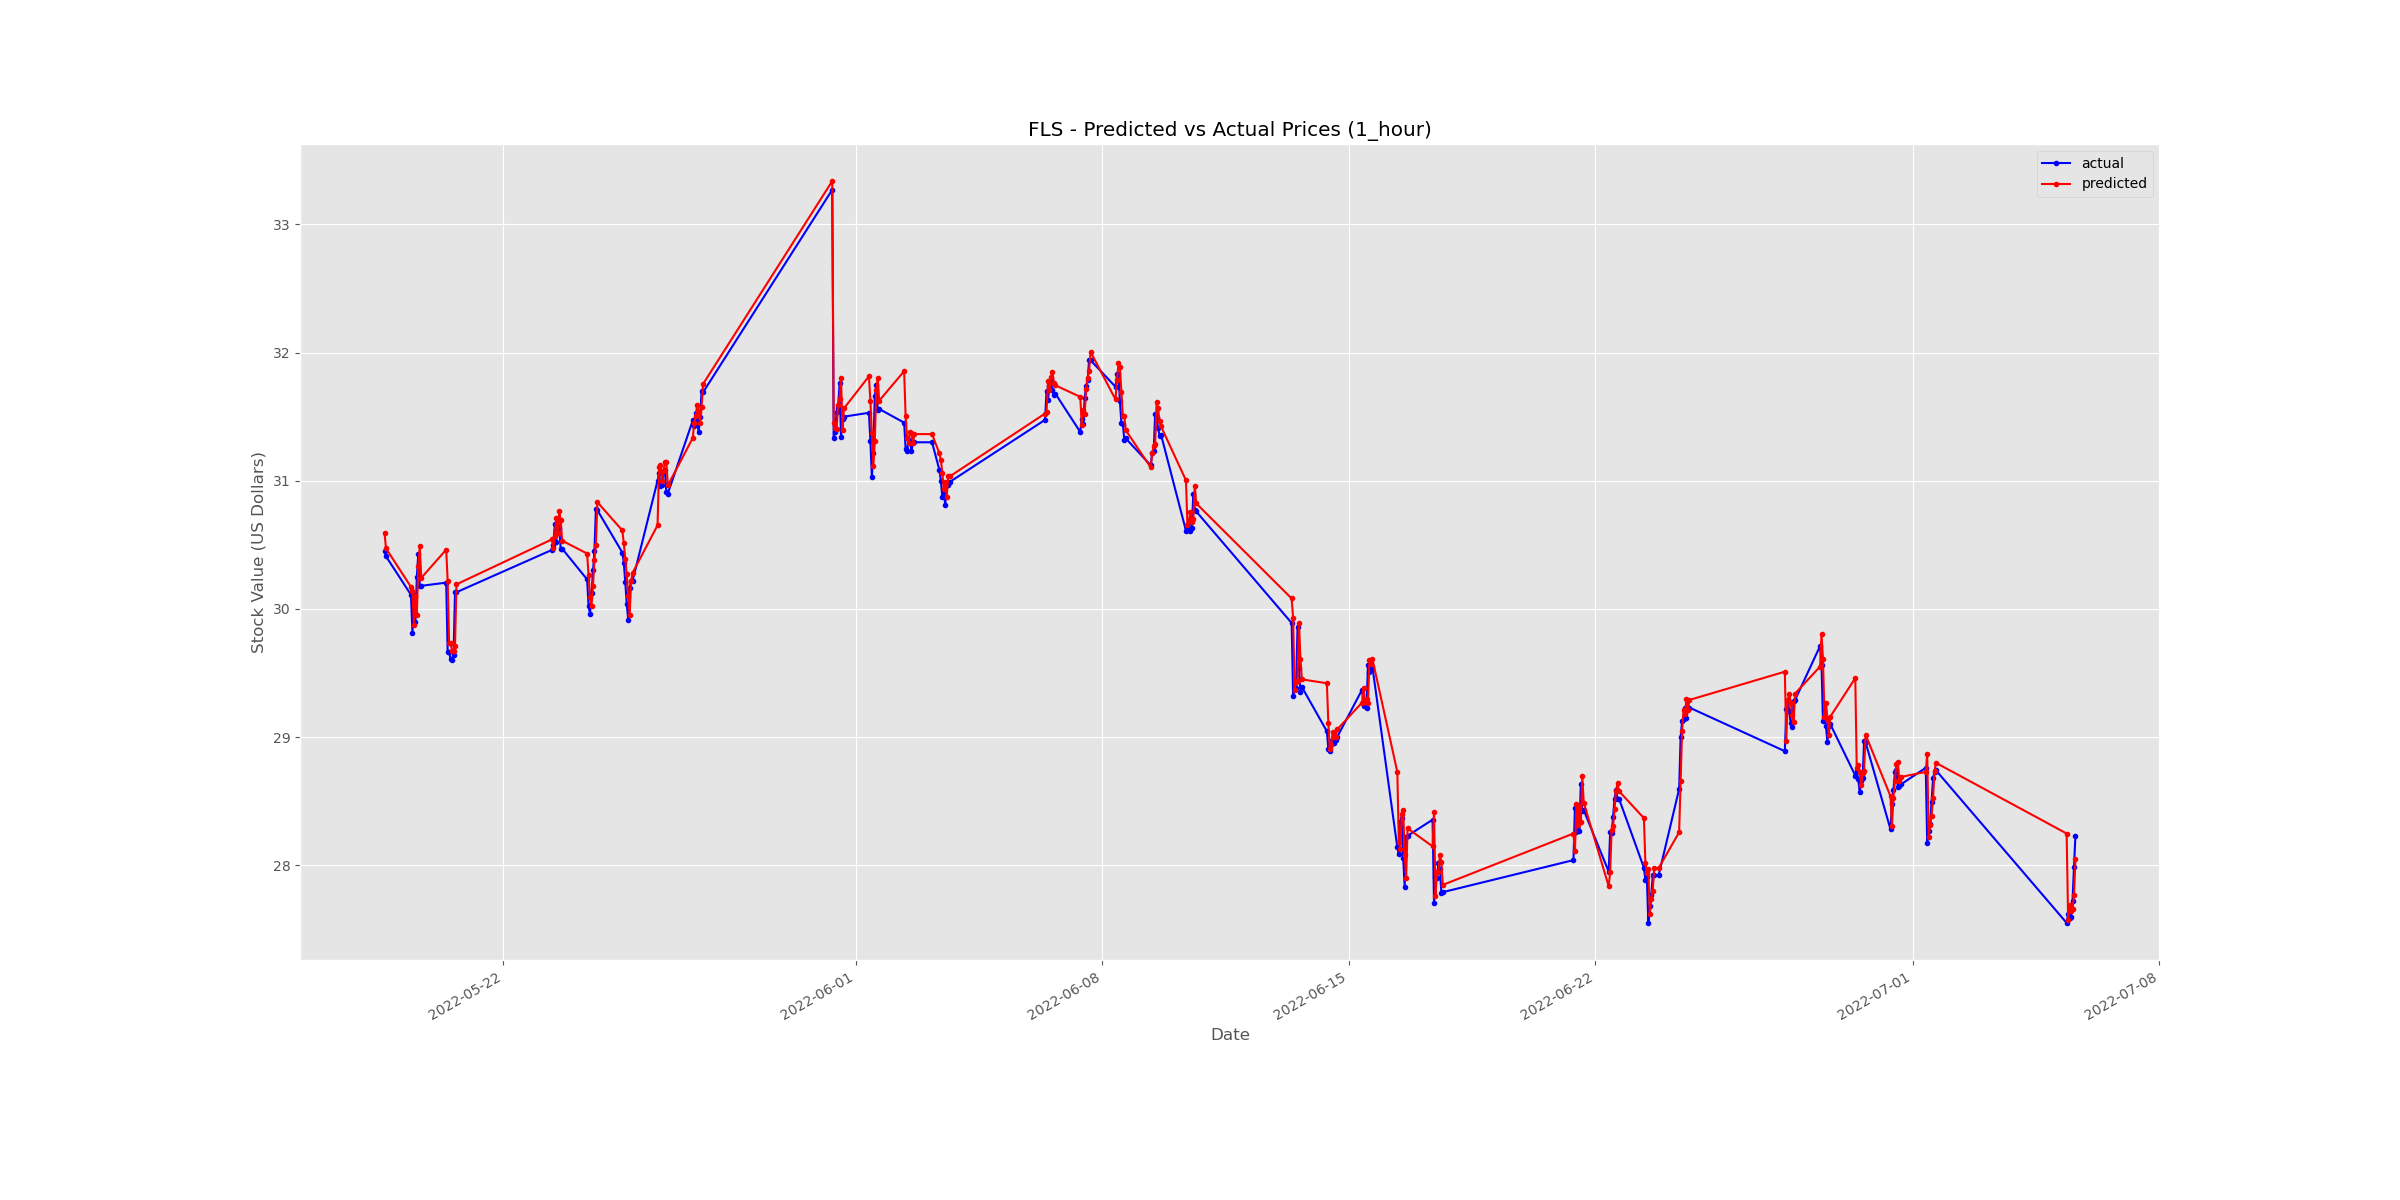 FLS - Predicted vs Actual Prices (1_hour)
actual
predicted
33
32
31
30
29
28
Stock Value (US Dollars)
2022-05-22
2022-06-01
2022-06-08
2022-06-15
2022-06-22
2022-07-01
2022-07-08
Date